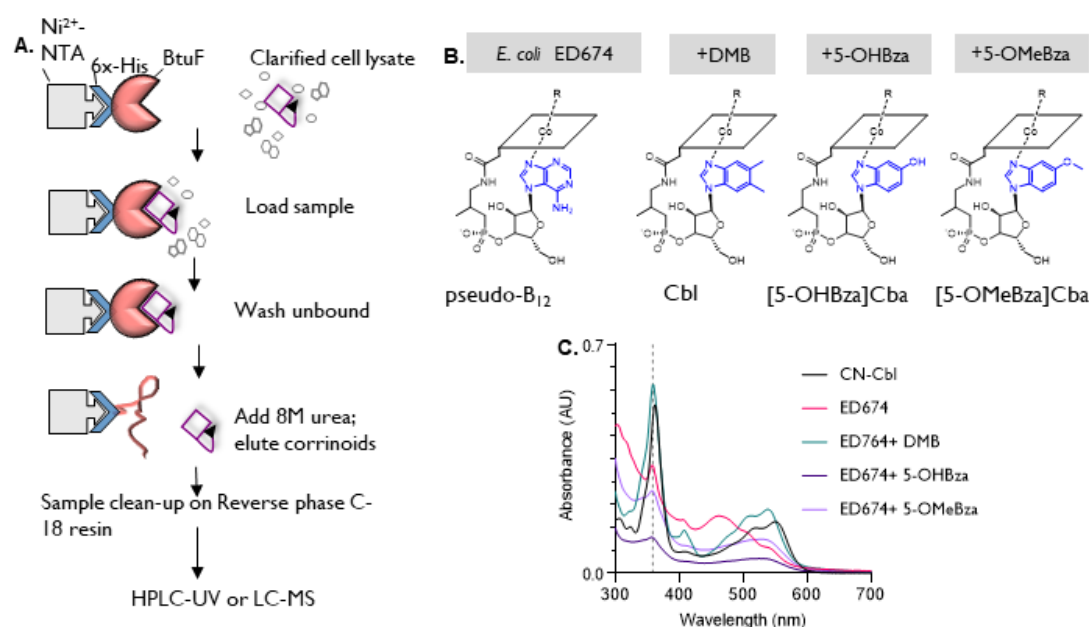 A.
Ni²⁺-
NTA
6x-His
BtuF
Clarified cell lysate
Load sample
Wash unbound
Add 8M urea;
elute corrinoids
Sample clean-up on Reverse phase C-
18 resin
HPLC-UV or LC-MS
B.
E. coli ED674
+DMB
+5-OHBza
+5-OMeBza
R
Co
N
N
N
N
NH₂
O
NH
HO
O
O
P
O
O⁻
OH
R
Co
N
N
O
NH
HO
O
O
P
O
O⁻
OH
R
Co
N
N
OH
O
NH
HO
O
O
P
O
O⁻
OH
R
Co
N
N
O
O
NH
HO
O
O
P
O
O⁻
OH
pseudo-B₁₂
Cbl
[5-OHBza]Cba
[5-OMeBza]Cba
C.
0.7
0.0
Absorbance (AU)
300 400 500 600 700
Wavelength (nm)
CN-Cbl
ED674
ED764+ DMB
ED674+ 5-OHBza
ED674+ 5-OMeBza